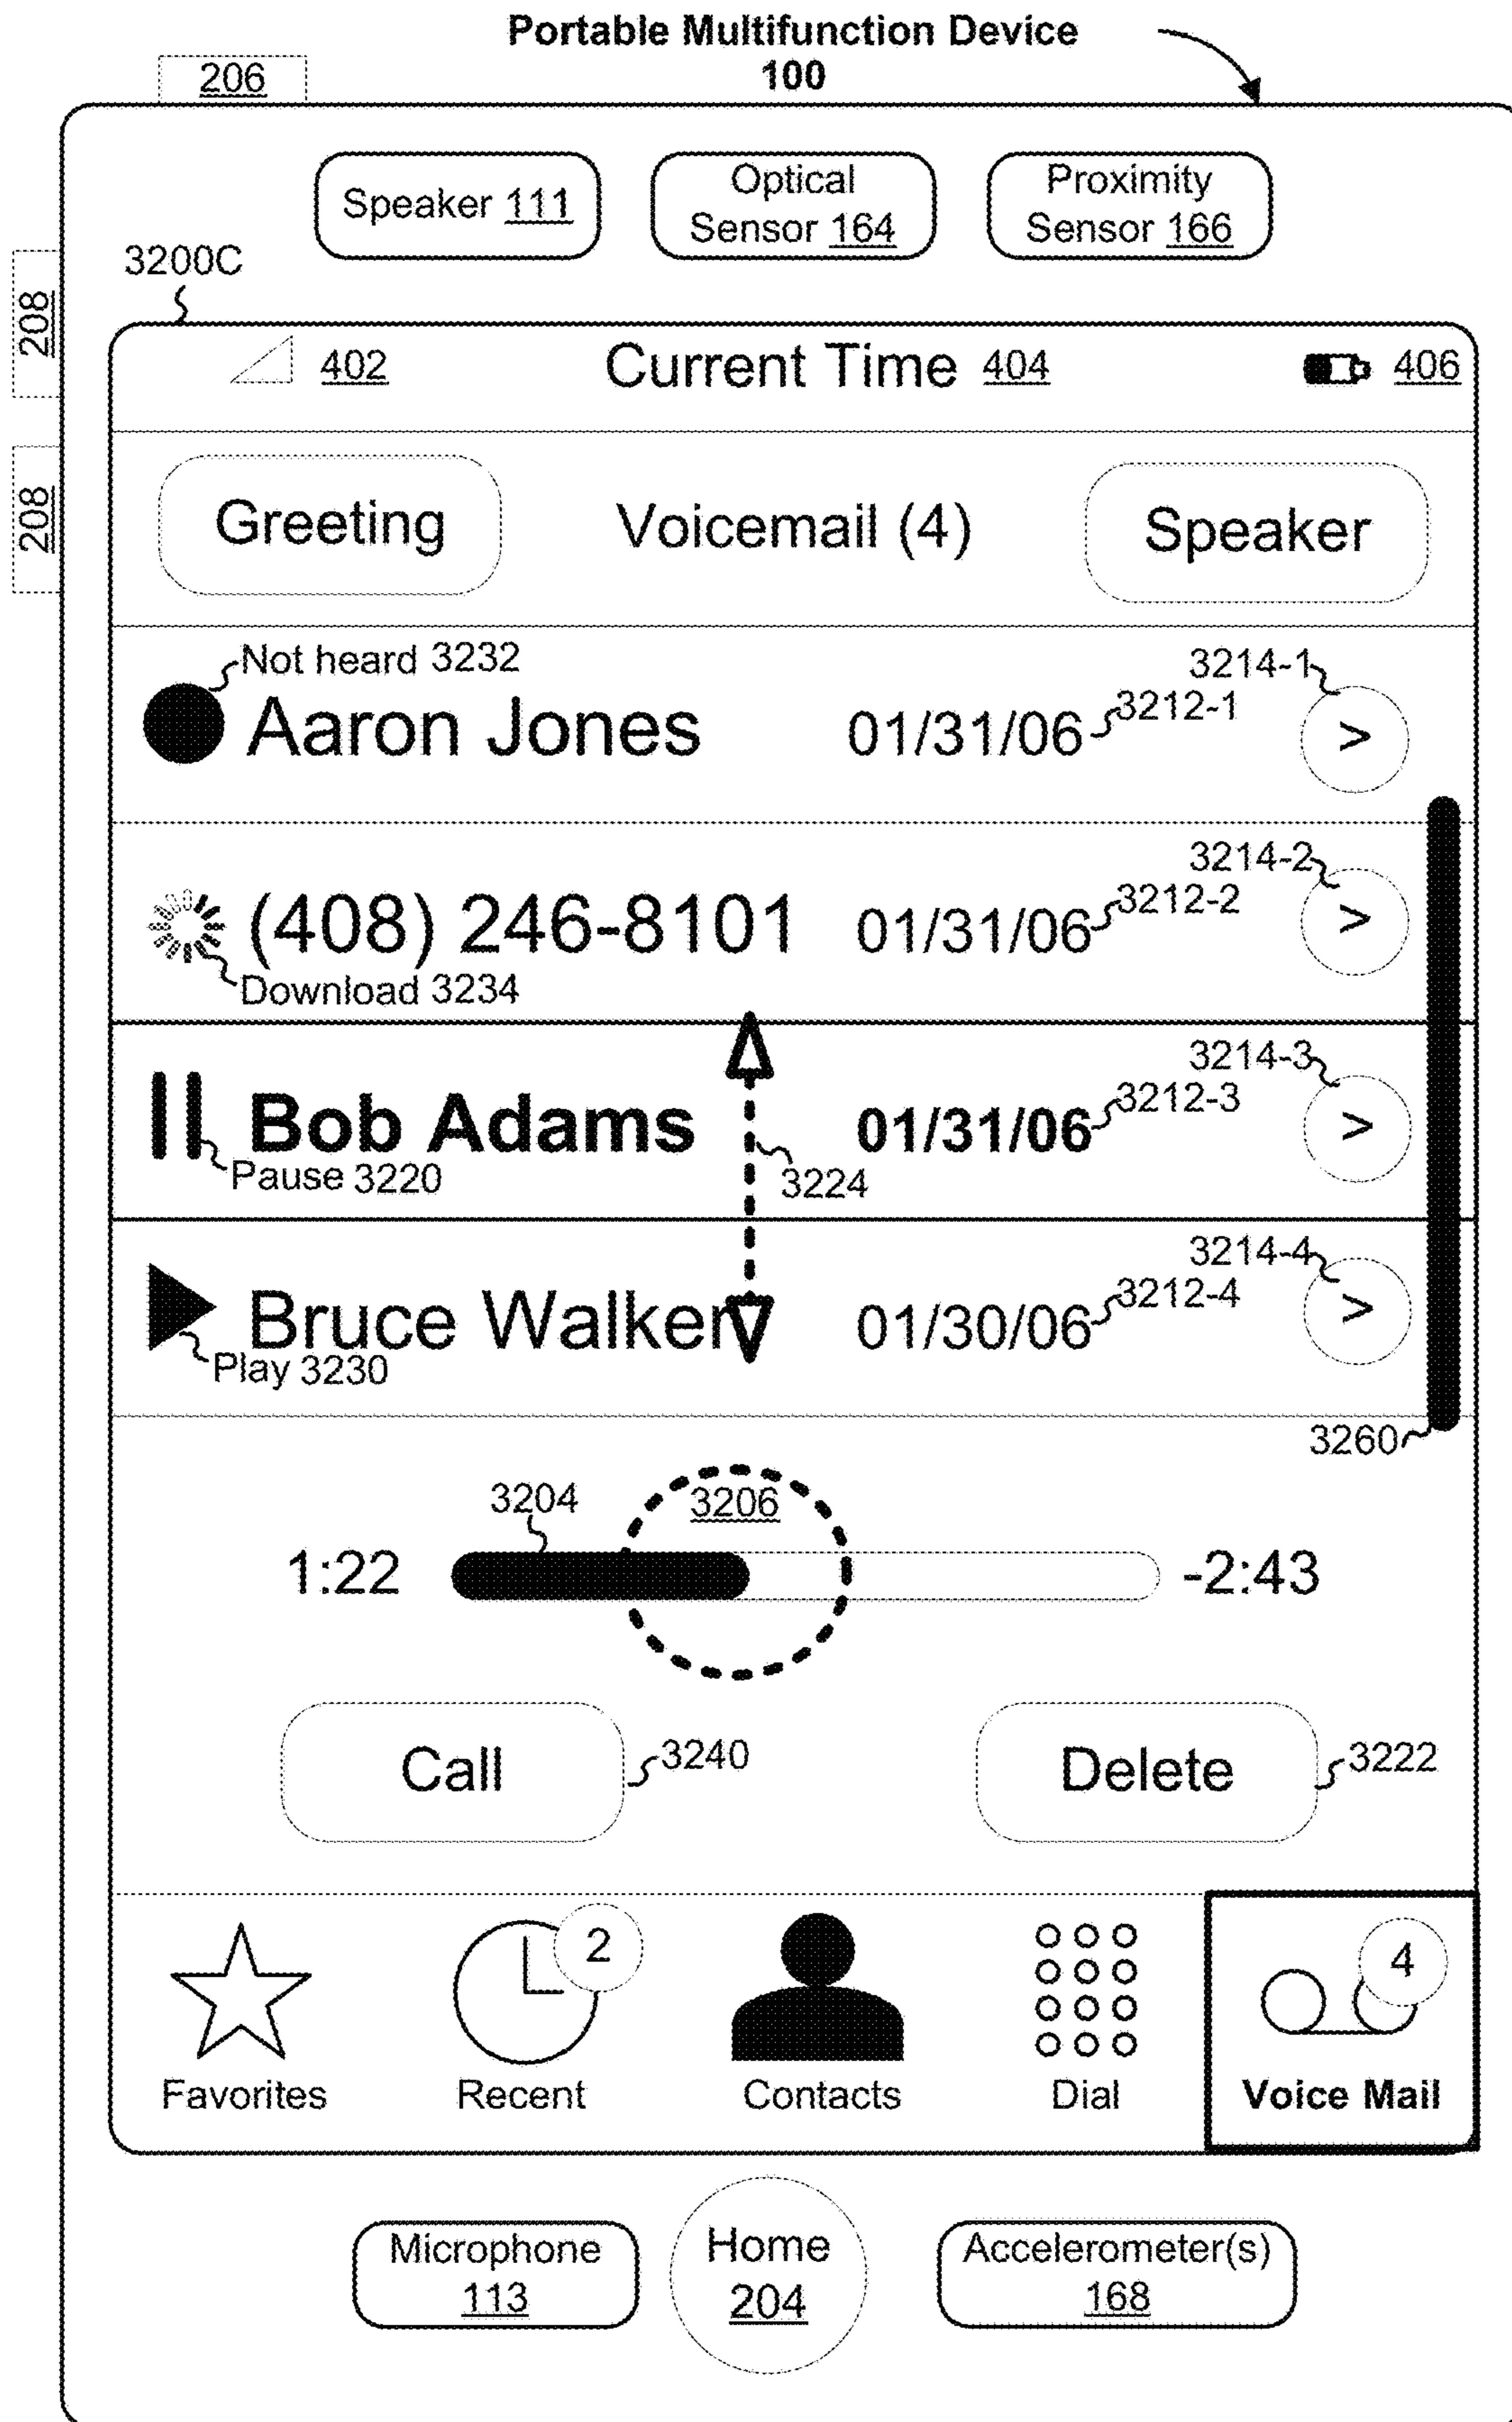 Portable Multifunction Device
100
206
Speaker 111
Optical
Sensor 164
Proximity
Sensor 166
3200C
208
208
402
Current Time 404
406
Greeting
Voicemail (4)
Speaker
Not heard 3232
3214-1
Aaron Jones
01/31/06
3212-1
>
3214-2
(408) 246-8101
01/31/06
3212-2
>
Download 3234
3214-3
Bob Adams
01/31/06
3212-3
>
Pause 3220
3224
3214-4
Bruce Walker
01/30/06
3212-4
>
Play 3230
3260
3204
3206
1:22
-2:43
Call
3240
Delete
3222
2
4
Favorites
Recent
Contacts
Dial
Voice Mail
Microphone
113
Home
204
Accelerometer(s)
168